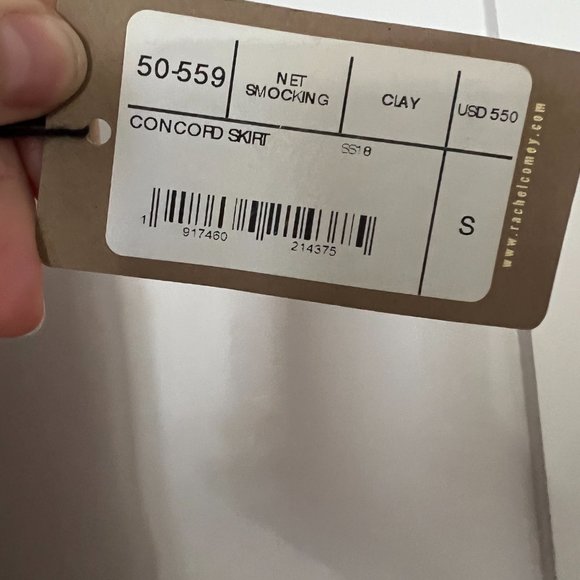 50-559
NET
SMOCKING
CLAY
USD 550
CONCORD SKIRT
SS18
S
1 917460 214375
www.rachelcomey.com